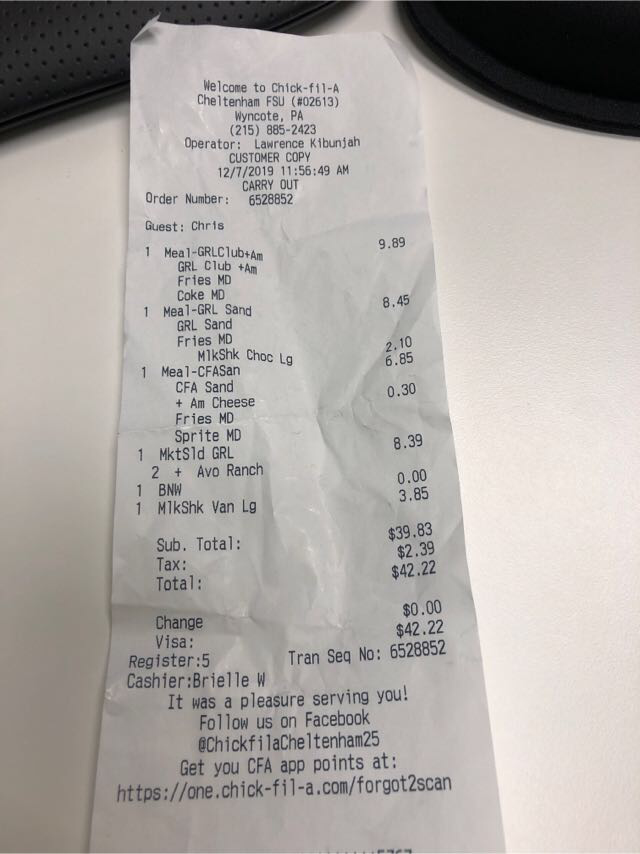 Welcome to Chick-fil-A
Cheltenham FSU (#02613)
Wyncote, PA
(215) 885-2423
Operator: Lawrence Kibunjah
CUSTOMER COPY
12/7/2019 11:56:49 AM
CARRY OUT
Order Number: 6528852
Guest: Chris
1 Meal-GRLClub+Am 9.89
GRL Club +Am
Fries MD
Coke MD
1 Meal-GRL Sand 8.45
GRL Sand
Fries MD
MlkShk Choc Lg 2.10
1 Meal-CFASan 6.85
CFA Sand
+ Am Cheese 0.30
Fries MD
Sprite MD
1 MktSld GRL 8.39
2 + Avo Ranch
1 BNW 0.00
1 MlkShk Van Lg 3.85
Sub. Total: $39.83
Tax: $2.39
Total: $42.22
Change $0.00
Visa: $42.22
Register:5 Tran Seq No: 6528852
Cashier:Brielle W
It was a pleasure serving you!
Follow us on Facebook
@ChickfilaCheltenham25
Get you CFA app points at:
https://one.chick-fil-a.com/forgot2scan